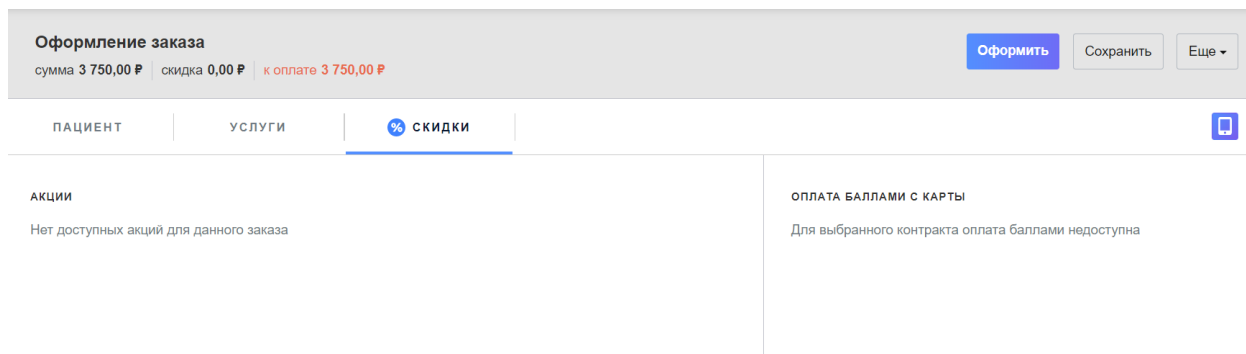 Оформление заказа
сумма 3 750,00 ₽ скидка 0,00 ₽ к оплате 3 750,00 ₽
Оформить Сохранить Еще
ПАЦИЕНТ УСЛУГИ % СКИДКИ
АКЦИИ
Нет доступных акций для данного заказа
ОПЛАТА БАЛЛАМИ С КАРТЫ
Для выбранного контракта оплата баллами недоступна